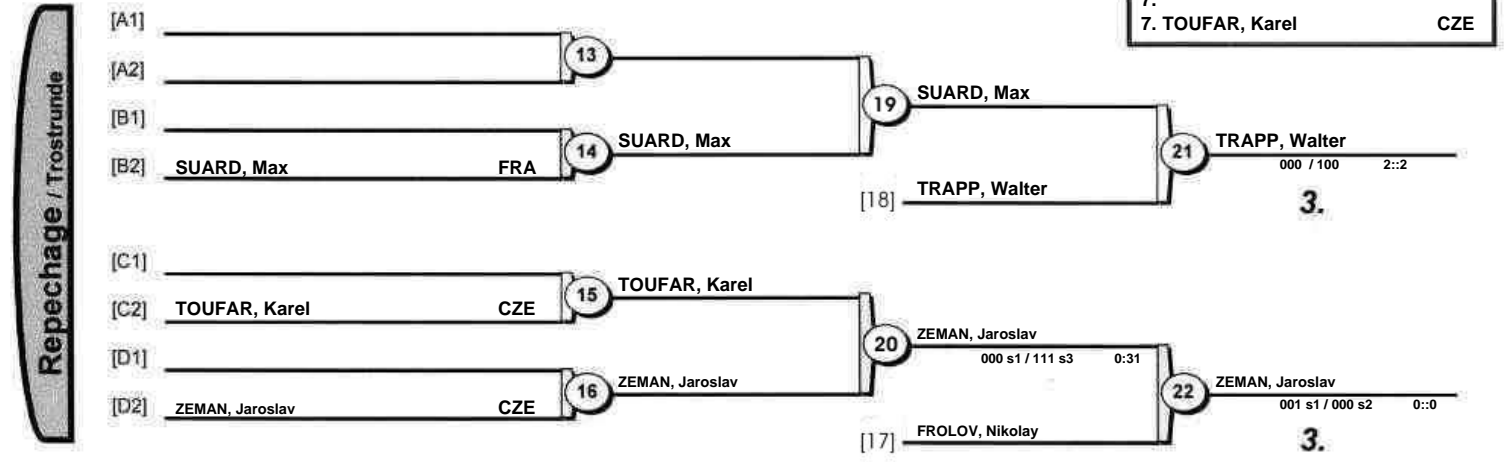 7.
7. TOUFAR, Karel CZE
Repechage / Trostrunde
[A1]
13
[A2]
19 SUARD, Max
[B1]
14 SUARD, Max
21 TRAPP, Walter
000 / 100 2::2
[B2] SUARD, Max FRA
[18] TRAPP, Walter
3.
[C1]
15 TOUFAR, Karel
[C2] TOUFAR, Karel CZE
20 ZEMAN, Jaroslav
000 s1 / 111 s3 0:31
[D1]
16 ZEMAN, Jaroslav
22 ZEMAN, Jaroslav
001 s1 / 000 s2 0::0
[D2] ZEMAN, Jaroslav CZE
[17] FROLOV, Nikolay
3.